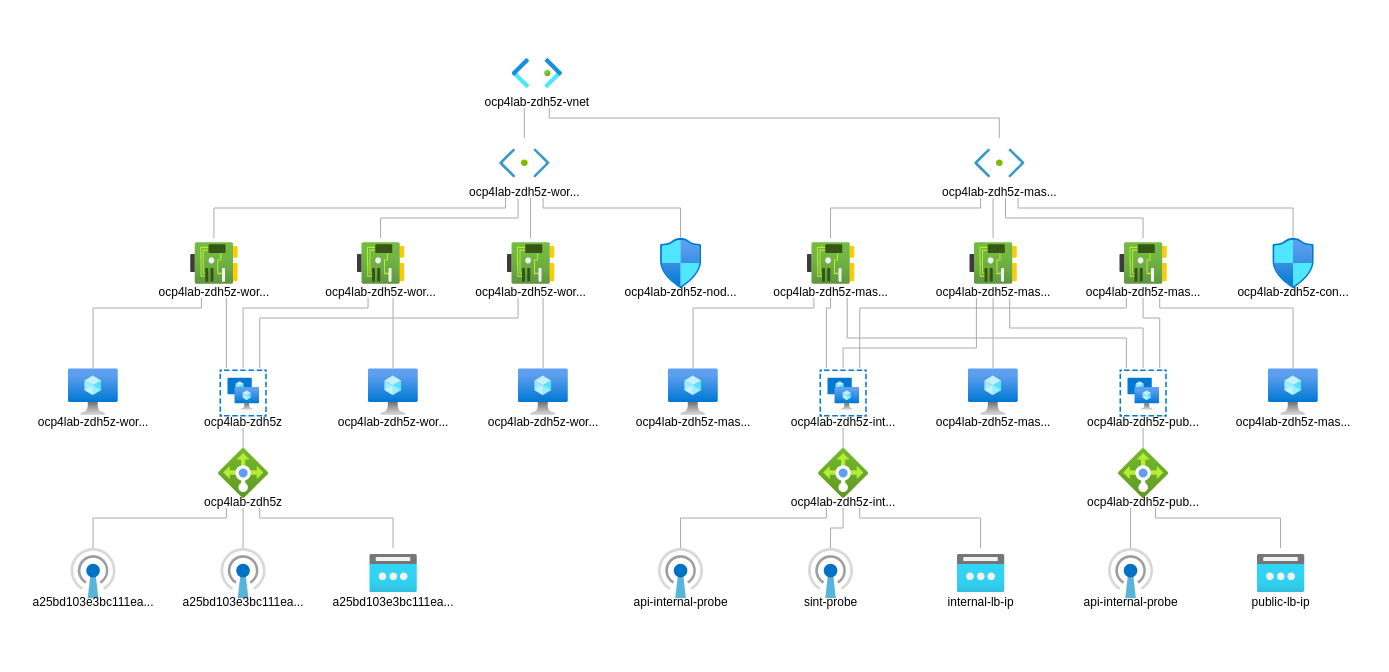 ocp4lab-zdh5z-vnet
ocp4lab-zdh5z-wor...
ocp4lab-zdh5z-mas...
ocp4lab-zdh5z-wor...
ocp4lab-zdh5z-wor...
ocp4lab-zdh5z-wor...
ocp4lab-zdh5z-nod...
ocp4lab-zdh5z-mas...
ocp4lab-zdh5z-mas...
ocp4lab-zdh5z-mas...
ocp4lab-zdh5z-con...
ocp4lab-zdh5z-wor...
ocp4lab-zdh5z
ocp4lab-zdh5z-wor...
ocp4lab-zdh5z-wor...
ocp4lab-zdh5z-mas...
ocp4lab-zdh5z-int...
ocp4lab-zdh5z-mas...
ocp4lab-zdh5z-pub...
ocp4lab-zdh5z-mas...
ocp4lab-zdh5z
ocp4lab-zdh5z-int...
ocp4lab-zdh5z-pub...
a25bd103e3bc111ea...
a25bd103e3bc111ea...
a25bd103e3bc111ea...
api-internal-probe
sint-probe
internal-lb-ip
api-internal-probe
public-lb-ip